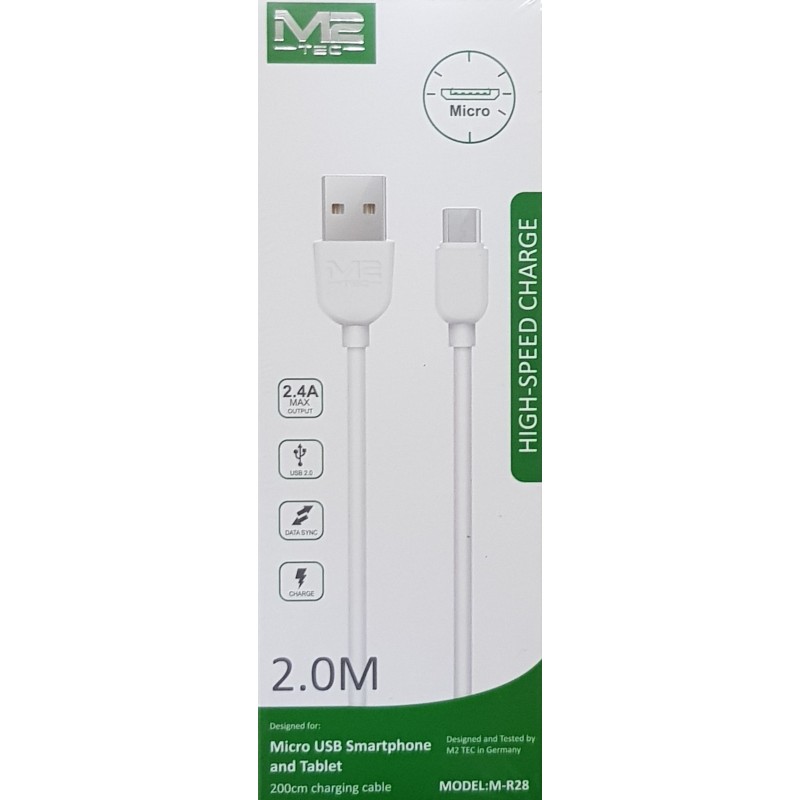 M2
TEC
Micro
M2
TEC
HIGH-SPEED CHARGE
2.4A
MAX
OUTPUT
USB 2.0
DATA SYNC
CHARGE
2.0M
Designed for:
Micro USB Smartphone
and Tablet
200cm charging cable
Designed and Tested by
M2 TEC in Germany
MODEL:M-R28